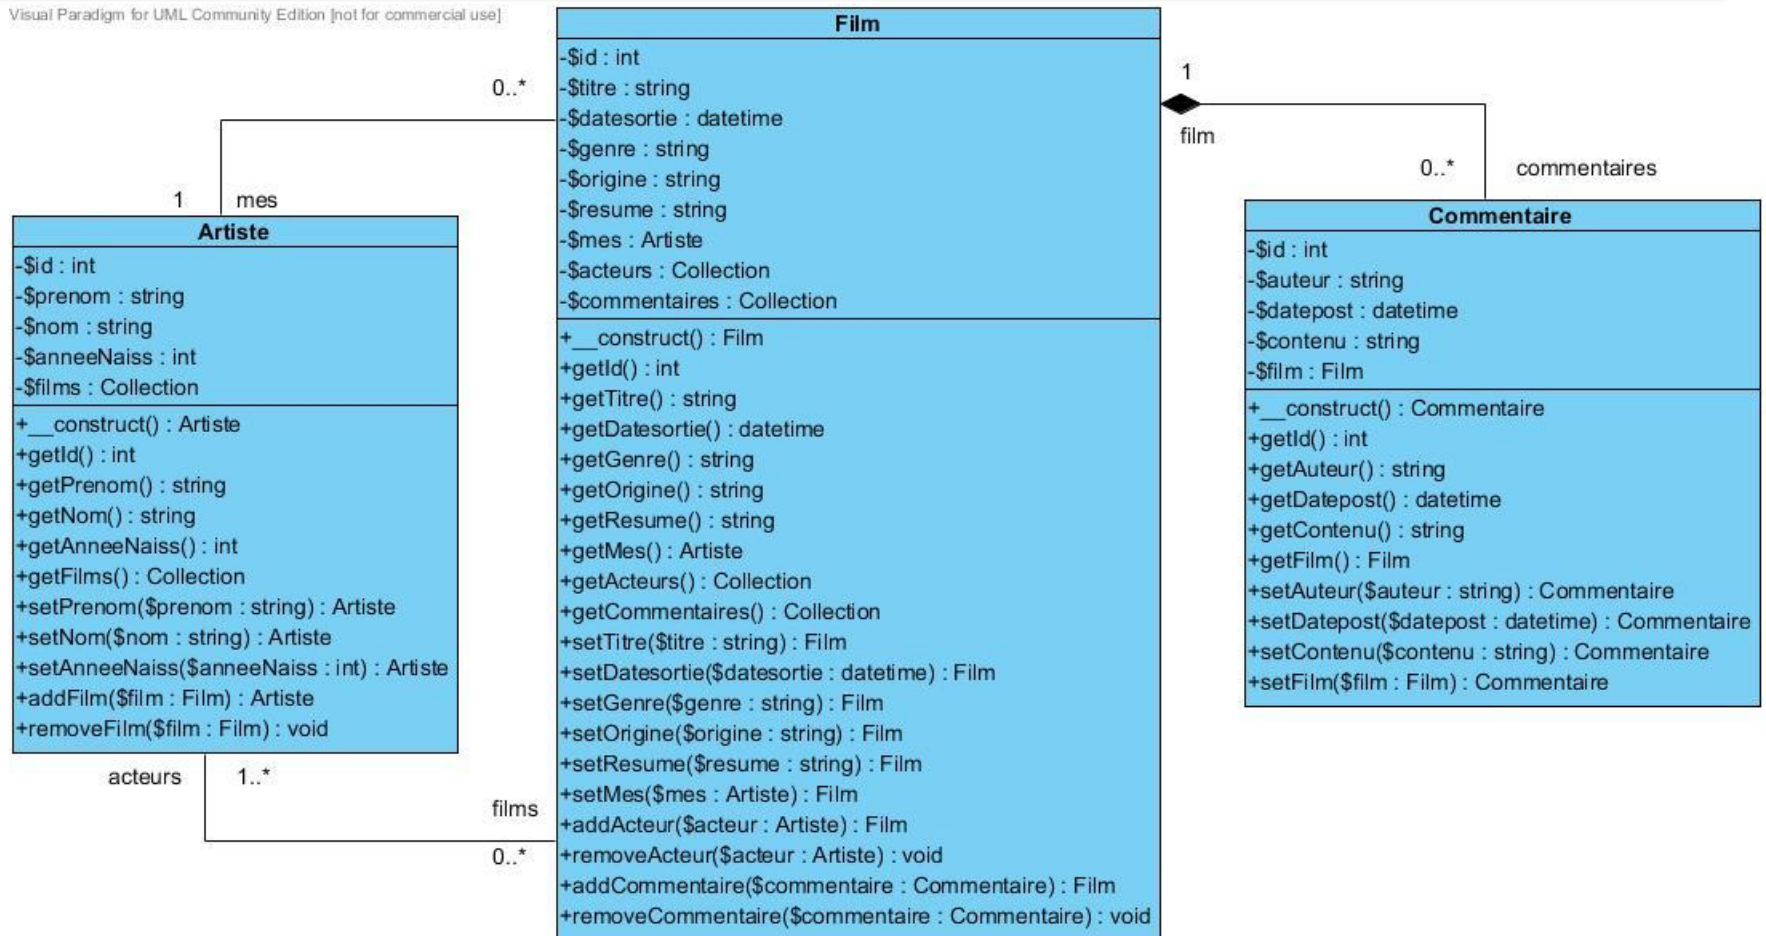 Visual Paradigm for UML Community Edition [not for commercial use]
Film
-$id : int
-$titre : string
-$datesortie : datetime
-$genre : string
-$origine : string
-$resume : string
-$mes : Artiste
-$acteurs : Collection
-$commentaires : Collection
+__construct() : Film
+getId() : int
+getTitre() : string
+getDatesortie() : datetime
+getGenre() : string
+getOrigine() : string
+getResume() : string
+getMes() : Artiste
+getActeurs() : Collection
+getCommentaires() : Collection
+setTitre($titre : string) : Film
+setDatesortie($datesortie : datetime) : Film
+setGenre($genre : string) : Film
+setOrigine($origine : string) : Film
+setResume($resume : string) : Film
+setMes($mes : Artiste) : Film
+addActeur($acteur : Artiste) : Film
+removeActeur($acteur : Artiste) : void
+addCommentaire($commentaire : Commentaire) : Film
+removeCommentaire($commentaire : Commentaire) : void
0..*
1 mes
Artiste
-$id : int
-$prenom : string
-$nom : string
-$anneeNaiss : int
-$films : Collection
+__construct() : Artiste
+getId() : int
+getPrenom() : string
+getNom() : string
+getAnneeNaiss() : int
+getFilms() : Collection
+setPrenom($prenom : string) : Artiste
+setNom($nom : string) : Artiste
+setAnneeNaiss($anneeNaiss : int) : Artiste
+addFilm($film : Film) : Artiste
+removeFilm($film : Film) : void
acteurs 1..*
films
0..*
1
film
0..* commentaires
Commentaire
-$id : int
-$auteur : string
-$datepost : datetime
-$contenu : string
-$film : Film
+__construct() : Commentaire
+getId() : int
+getAuteur() : string
+getDatepost() : datetime
+getContenu() : string
+getFilm() : Film
+setAuteur($auteur : string) : Commentaire
+setDatepost($datepost : datetime) : Commentaire
+setContenu($contenu : string) : Commentaire
+setFilm($film : Film) : Commentaire